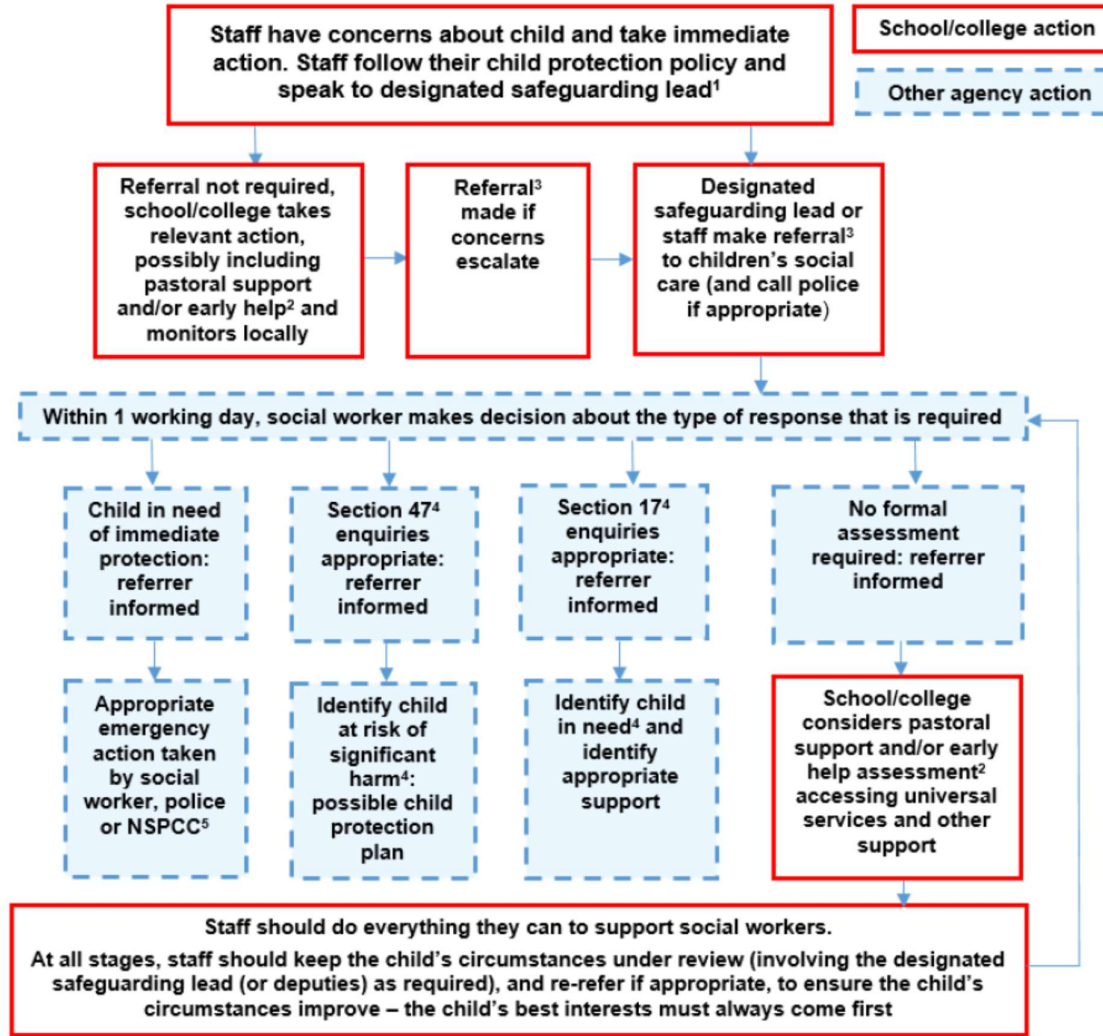 Staff have concerns about child and take immediate
action. Staff follow their child protection policy and
speak to designated safeguarding lead¹
School/college action
Other agency action
Referral not required,
school/college takes
relevant action,
possibly including
pastoral support
and/or early help² and
monitors locally
Referral³
made if
concerns
escalate
Designated
safeguarding lead or
staff make referral³
to children’s social
care (and call police
if appropriate)
Within 1 working day, social worker makes decision about the type of response that is required
Child in need
of immediate
protection:
referrer
informed
Section 47⁴
enquiries
appropriate:
referrer
informed
Section 17⁴
enquiries
appropriate:
referrer
informed
No formal
assessment
required: referrer
informed
Appropriate
emergency
action taken
by social
worker, police
or NSPCC⁵
Identify child
at risk of
significant
harm⁴:
possible child
protection
plan
Identify child
in need⁴ and
identify
appropriate
support
School/college
considers pastoral
support and/or early
help assessment²
accessing universal
services and other
support
Staff should do everything they can to support social workers.
At all stages, staff should keep the child’s circumstances under review (involving the designated
safeguarding lead (or deputies) as required), and re-refer if appropriate, to ensure the child’s
circumstances improve – the child’s best interests must always come first